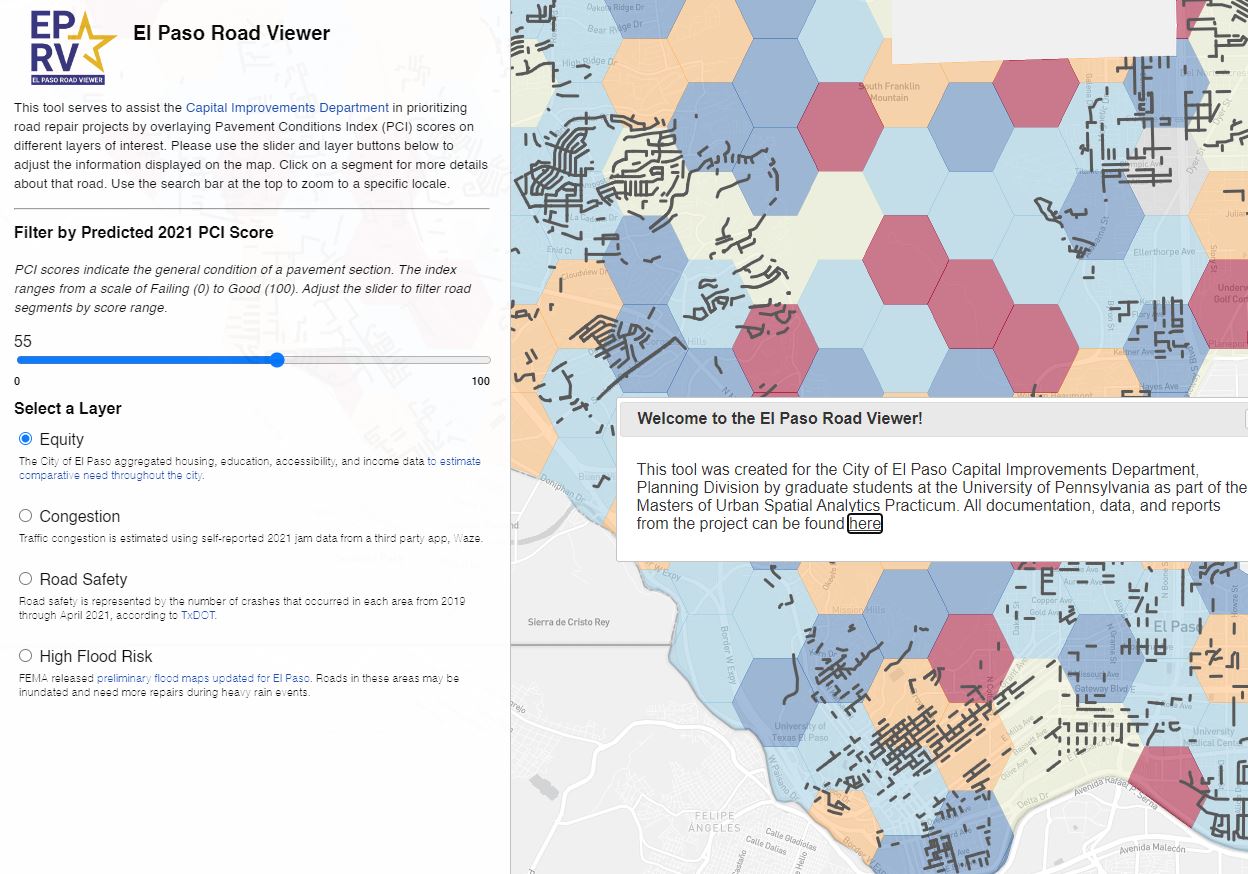 EP
RV
EL PASO ROAD VIEWER
El Paso Road Viewer
This tool serves to assist the Capital Improvements Department in prioritizing
road repair projects by overlaying Pavement Conditions Index (PCI) scores on
different layers of interest. Please use the slider and layer buttons below to
adjust the information displayed on the map. Click on a segment for more details
about that road. Use the search bar at the top to zoom to a specific locale.
Filter by Predicted 2021 PCI Score
PCI scores indicate the general condition of a pavement section. The index
ranges from a scale of Failing (0) to Good (100). Adjust the slider to filter road
segments by score range.
55
0
100
Select a Layer
Equity
The City of El Paso aggregated housing, education, accessibility, and income data to estimate
comparative need throughout the city.
Congestion
Traffic congestion is estimated using self-reported 2021 jam data from a third party app, Waze.
Road Safety
Road safety is represented by the number of crashes that occurred in each area from 2019
through April 2021, according to TxDOT.
High Flood Risk
FEMA released preliminary flood maps updated for El Paso. Roads in these areas may be
inundated and need more repairs during heavy rain events.
Dakota Ridge Dr
Bear Ridge Dr
High Ridge Dr
South Franklin
Mountain
Dyer St
Enid Ct
Cloudview Dr
Ellerthorpe Ave
Hayes Ave
Welcome to the El Paso Road Viewer!
This tool was created for the City of El Paso Capital Improvements Department,
Planning Division by graduate students at the University of Pennsylvania as part of the
Masters of Urban Spatial Analytics Practicum. All documentation, data, and reports
from the project can be found here
Doniphan Dr
W Expy
Mission Hills
Copper Ave
Gold Ave
Sierra de Cristo Rey
El Paso
Border W Expy
Gateway Blvd E
University of
Texas El Paso
University
Medical Center
W Paisano Dr
E Mills Ave
Olive Ave
Delta Dr
Avenida Rafael P. Serna
FELIPE
ÁNGELES
Calle Gladiolas
Calle Dalias
Border W E
Avenida Malecón